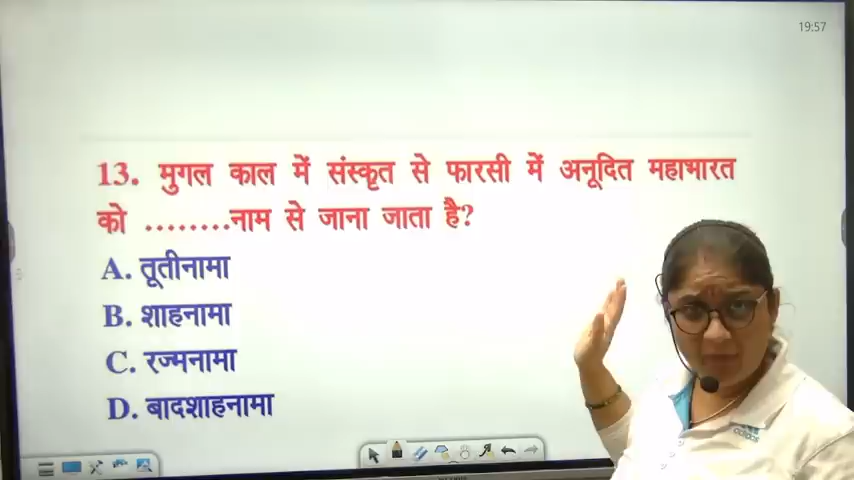 19:57
13. मुगल काल में संस्कृत से फारसी में अनूदित महाभारत
को ........नाम से जाना जाता है?
A. तूतीनामा
B. शाहनामा
C. रज्मनामा
D. बादशाहनामा